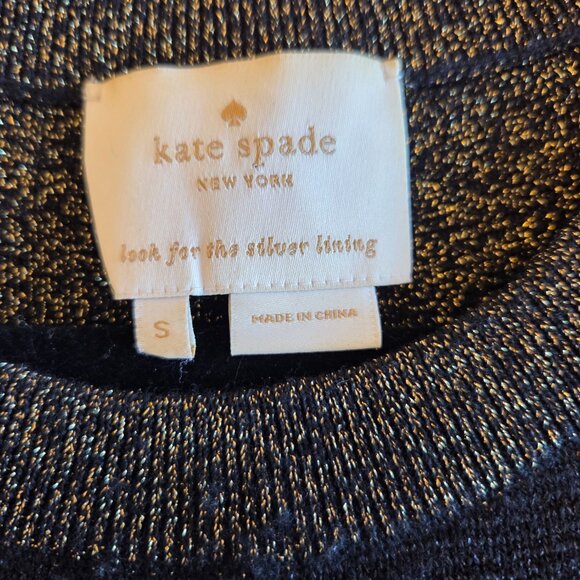 kate spade
NEW YORK
look for the silver lining
S
MADE IN CHINA